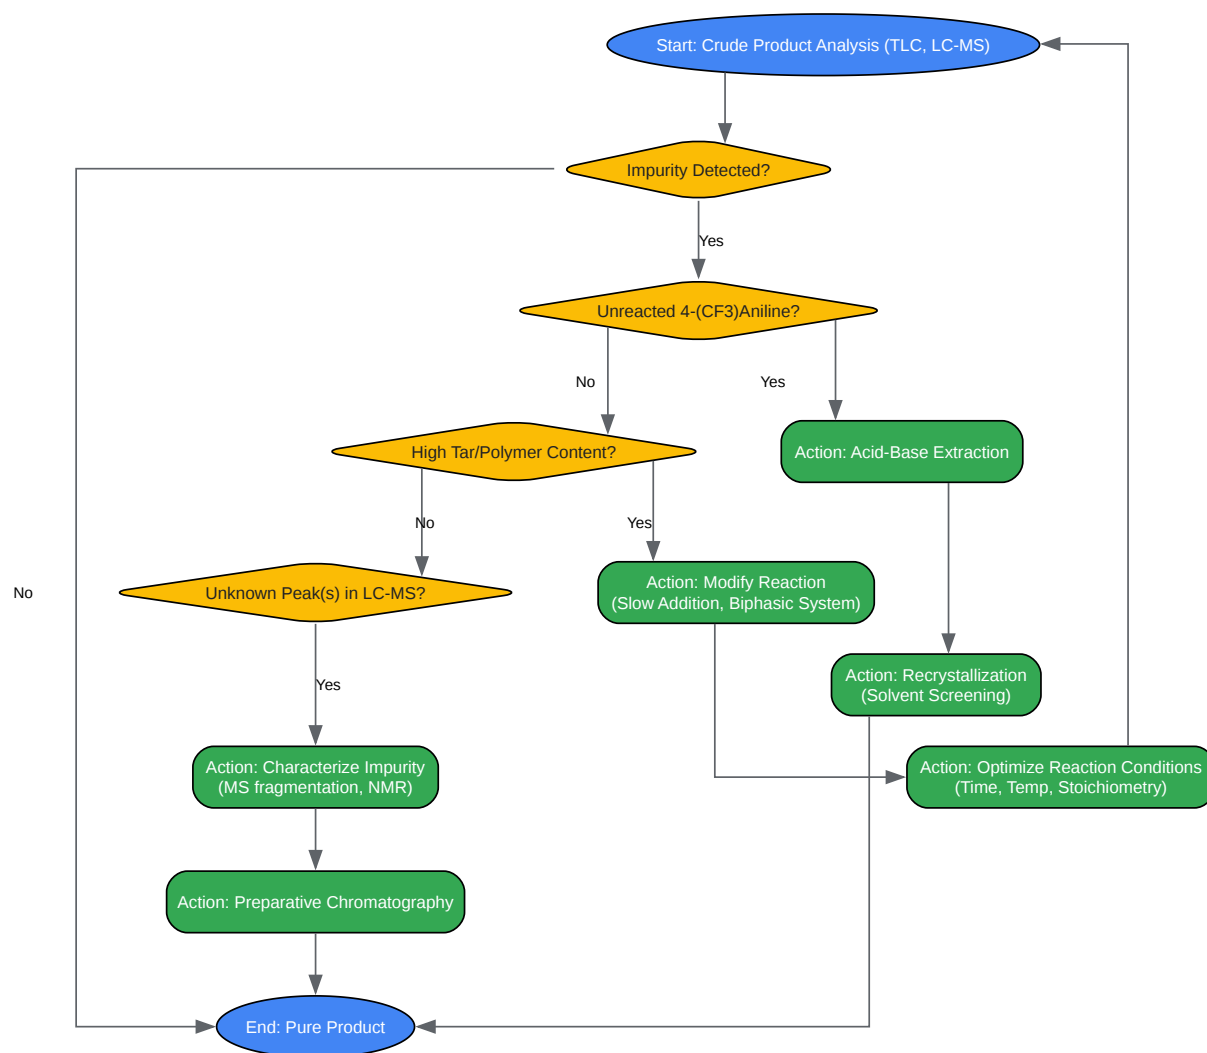 Start: Crude Product Analysis (TLC, LC-MS)
Impurity Detected?
Yes
Unreacted 4-(CF3)Aniline?
No
Yes
High Tar/Polymer Content?
Action: Acid-Base Extraction
No
Yes
No
Unknown Peak(s) in LC-MS?
Action: Modify Reaction
(Slow Addition, Biphasic System)
Yes
Action: Recrystallization
(Solvent Screening)
Action: Characterize Impurity
(MS fragmentation, NMR)
Action: Optimize Reaction Conditions
(Time, Temp, Stoichiometry)
Action: Preparative Chromatography
End: Pure Product